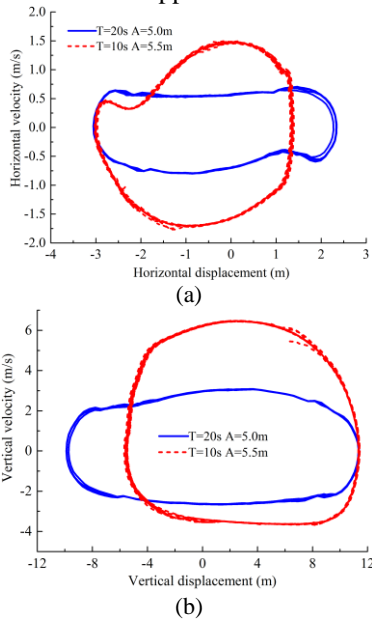 2.0
1.5
1.0
0.5
0.0
-0.5
-1.0
-1.5
-2.0
Horizontal velocity (m/s)
T=20s A=5.0m
T=10s A=5.5m
-4 -3 -2 -1 0 1 2 3
Horizontal displacement (m)
(a)
6
4
2
0
-2
-4
Vertical velocity (m/s)
T=20s A=5.0m
T=10s A=5.5m
-12 -8 -4 0 4 8 12
Vertical displacement (m)
(b)